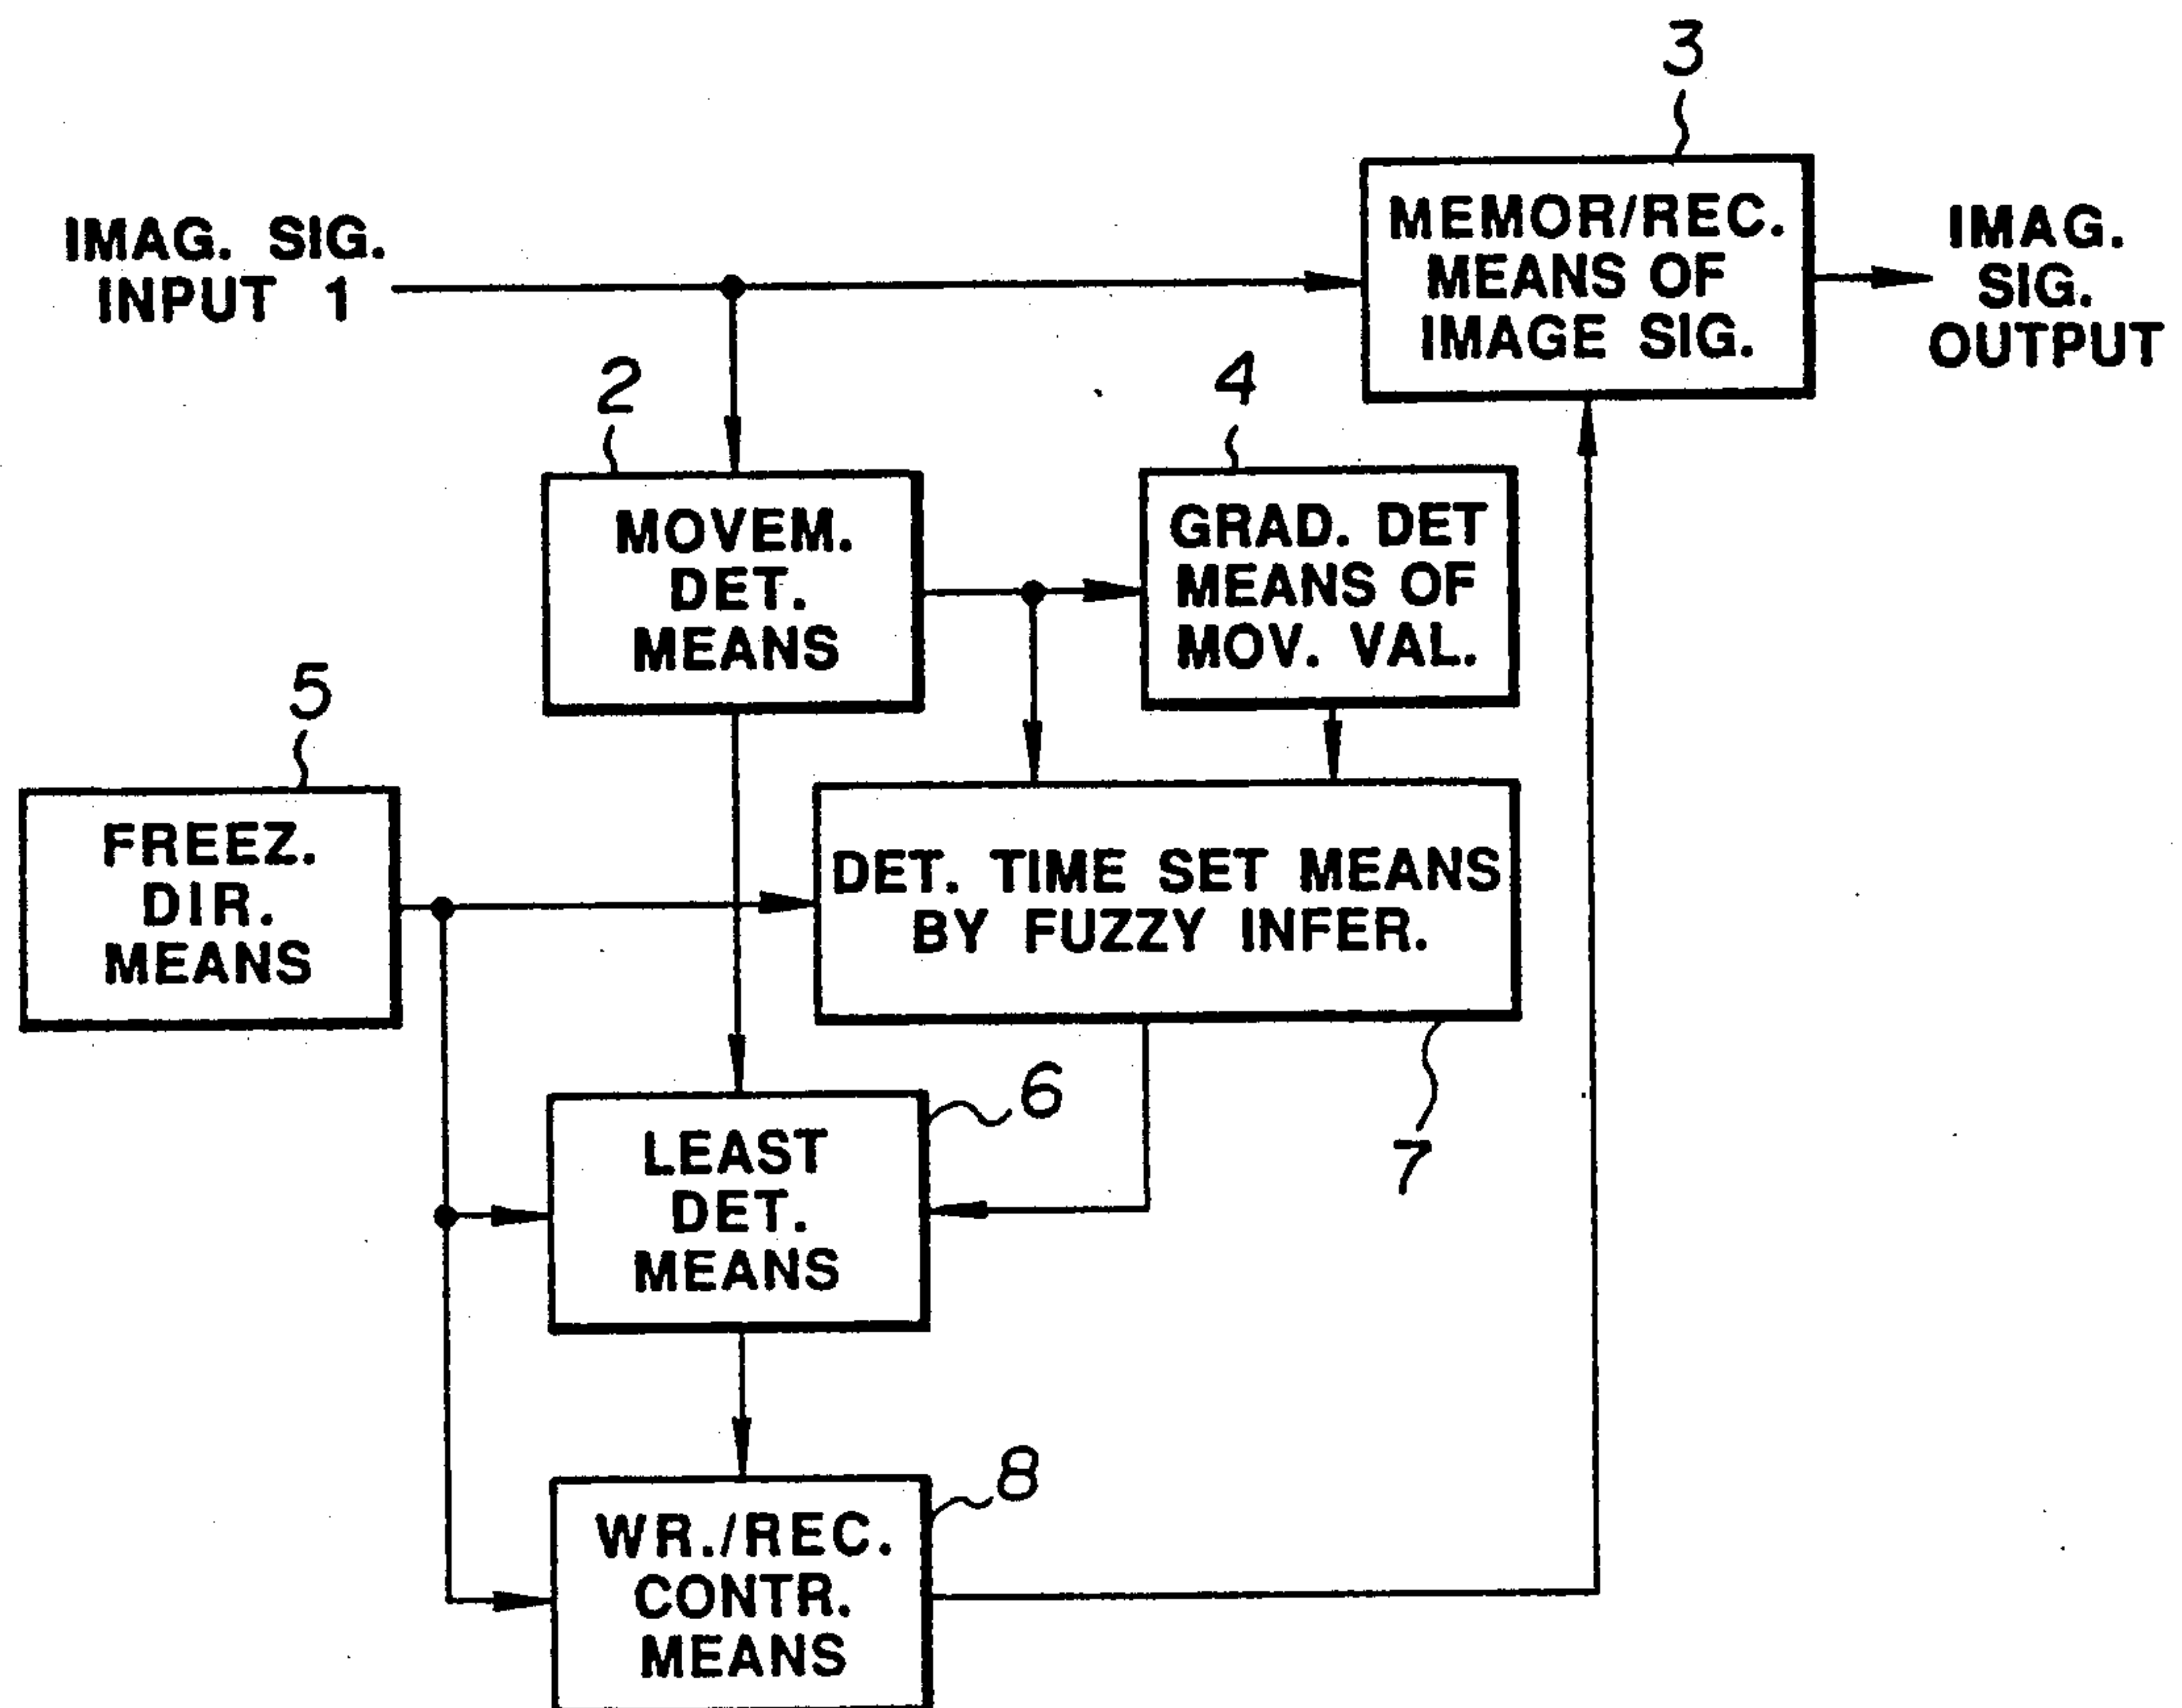 3
IMAG. SIG.
INPUT 1
MEMOR/REC.
MEANS OF
IMAGE SIG.
IMAG.
SIG.
OUTPUT
2
4
MOVEM.
DET.
MEANS
GRAD. DET
MEANS OF
MOV. VAL.
5
FREEZ.
DIR.
MEANS
DET. TIME SET MEANS
BY FUZZY INFER.
6
7
LEAST
DET.
MEANS
8
WR./REC.
CONTR.
MEANS